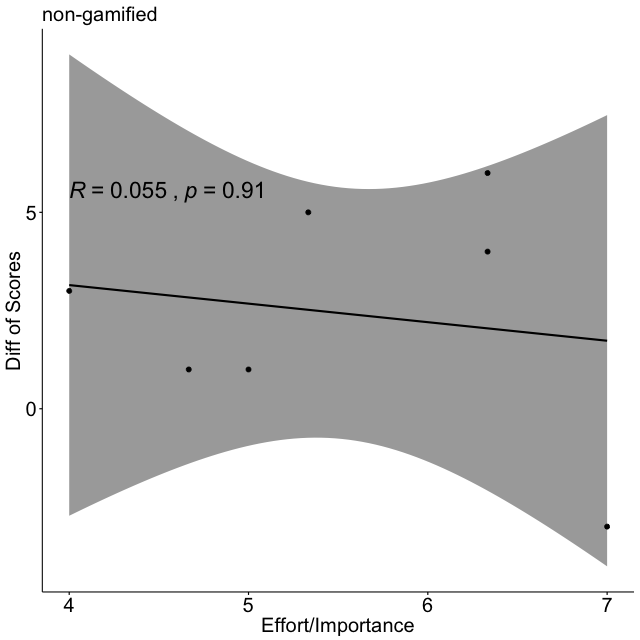 non-gamified
R = 0.055 , p = 0.91
Diff of Scores
5
0
4 5 6 7
Effort/Importance